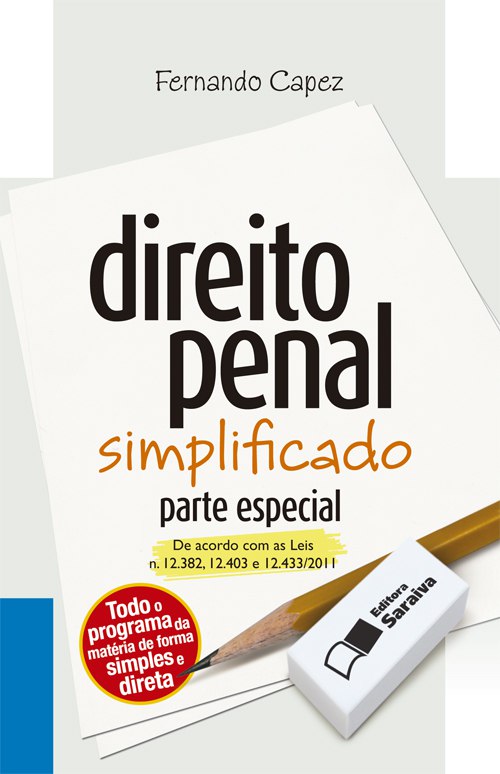 Fernando Capez
direito
penal
simplificado
parte especial
De acordo com as Leis
n. 12.382, 12.403 e 12.433/2011
Todo o
programa da
matéria de forma
simples e
direta
Editora
Saraiva